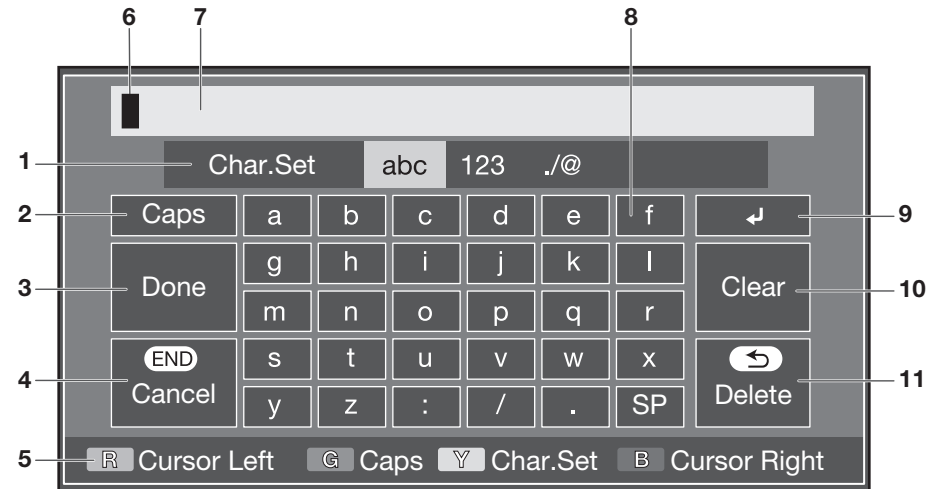 6 7 8
1 Char.Set abc 123 ./@
2 Caps a b c d e f ↲ 9
g h i j k l
3 Done Clear 10
m n o p q r
END s t u v w x
4 Cancel Delete 11
y z : / . SP
5 R Cursor Left G Caps Y Char.Set B Cursor Right